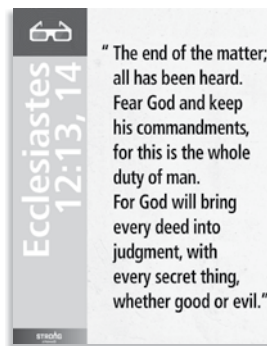 Ecclesiastes
12:13, 14
“ The end of the matter;
all has been heard.
Fear God and keep
his commandments,
for this is the whole
duty of man.
For God will bring
every deed into
judgment, with
every secret thing,
whether good or evil.”
STRONG